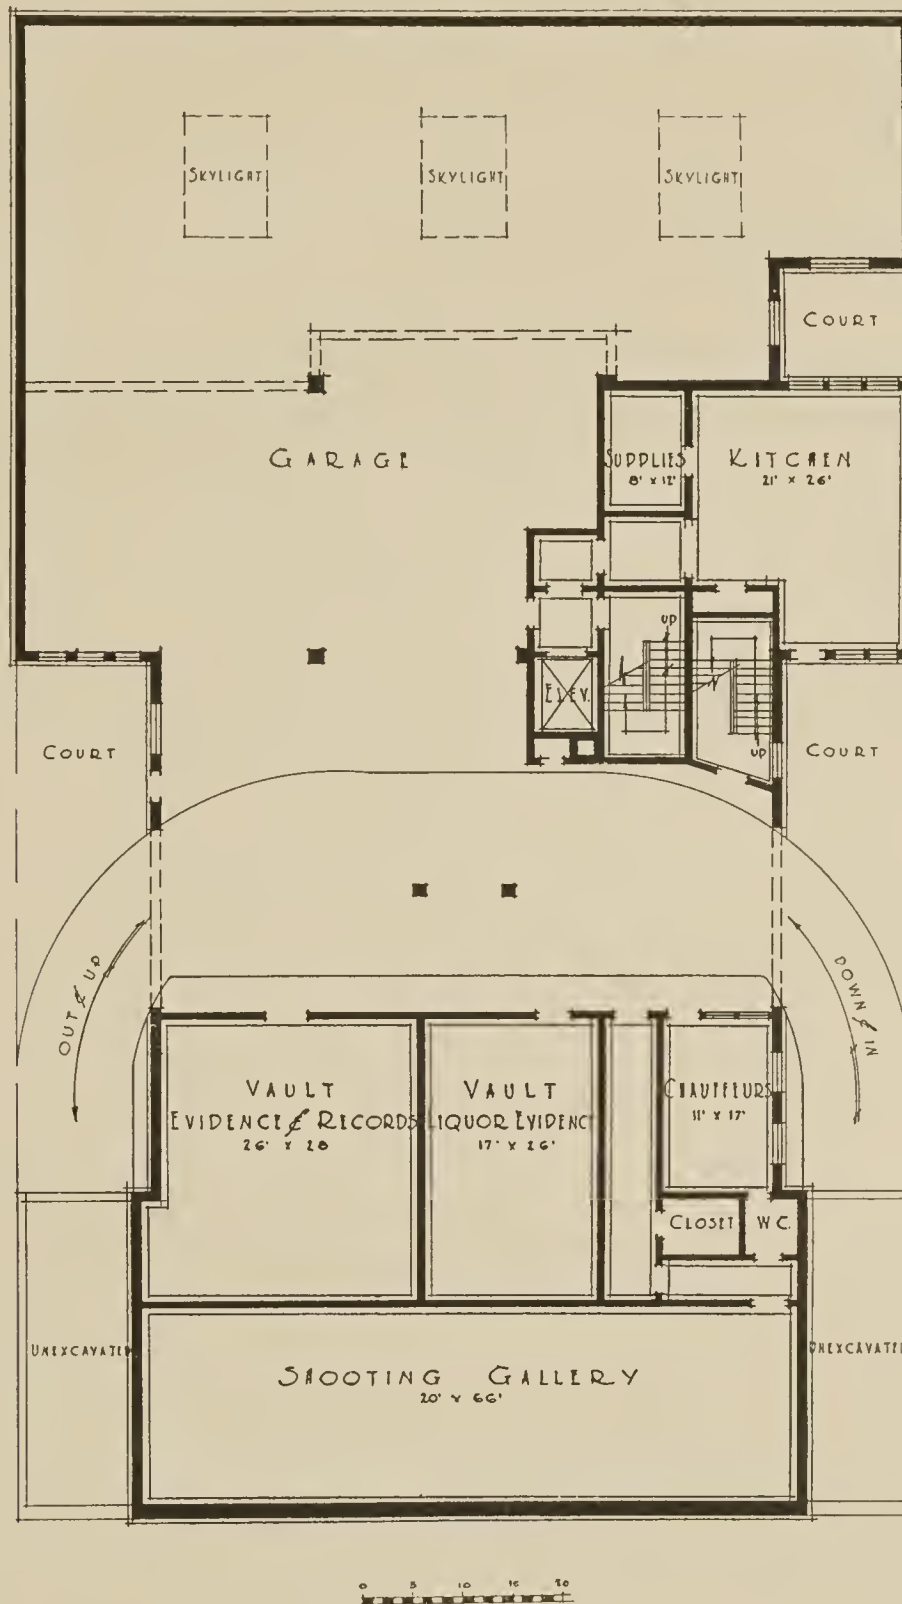 SKYLIGHT
SKYLIGHT
SKYLIGHT
COURT
GARAGE
SUPPLIES
8' x 12'
KITCHEN
21' x 26'
UP
ELEV.
UP
COURT
COURT
OUT & UP
DOWN & IN
VAULT
EVIDENCE & RECORDS
26' x 28
VAULT
LIQUOR EVIDENCE
17' x 26'
CHAUFFEURS
11' x 17'
CLOSET
W.C.
UNEXCAVATED
UNEXCAVATED
SHOOTING GALLERY
20' x 66'
0 5 10 15 20